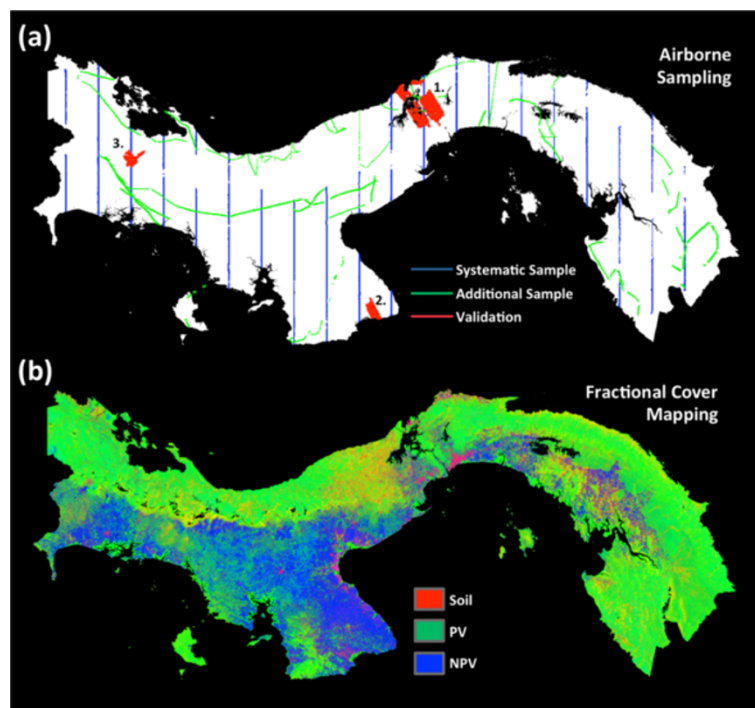 (a)
Airborne
Sampling
1.
3.
2.
Systematic Sample
Additional Sample
Validation
(b)
Fractional Cover
Mapping
Soil
PV
NPV